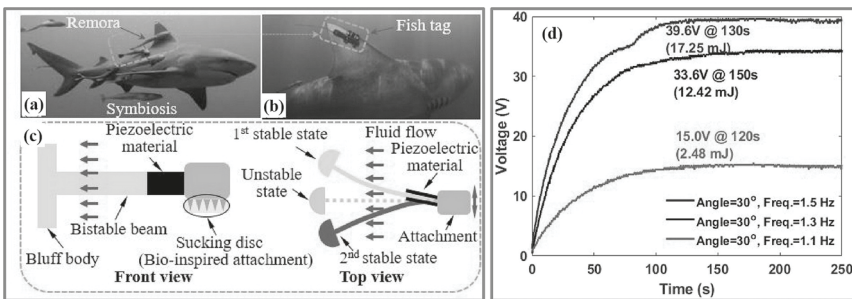 Remora
(a)
Symbiosis
Fish tag
(b)
(c)
Piezoelectric
material
Bistable beam
Bluff body
Sucking disc
(Bio-inspired attachment)
Front view
1st stable state
Fluid flow
Piezoelectric
material
Unstable
state
Attachment
2nd stable state
Top view
(d)
39.6V @ 130s
(17.25 mJ)
33.6V @ 150s
(12.42 mJ)
15.0V @ 120s
(2.48 mJ)
Angle=30°, Freq.=1.5 Hz
Angle=30°, Freq.=1.3 Hz
Angle=30°, Freq.=1.1 Hz
Voltage (V)
40
30
20
10
0
0 50 100 150 200 250
Time (s)